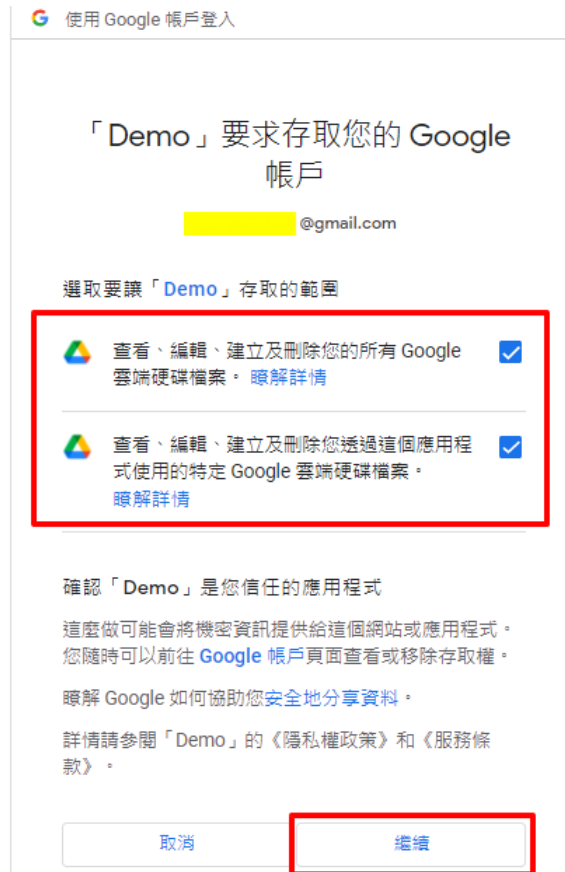 使用 Google 帳戶登入
「Demo」要求存取您的 Google
帳戶
@gmail.com
選取要讓「Demo」存取的範圍
查看、編輯、建立及刪除您的所有 Google
雲端硬碟檔案。 瞭解詳情
查看、編輯、建立及刪除您透過這個應用程
式使用的特定 Google 雲端硬碟檔案。
瞭解詳情
確認「Demo」是您信任的應用程式
這麼做可能會將機密資訊提供給這個網站或應用程式。
您隨時可以前往 Google 帳戶頁面查看或移除存取權。
瞭解 Google 如何協助您安全地分享資料。
詳情請參閱「Demo」的《隱私權政策》和《服務條
款》。
取消
繼續